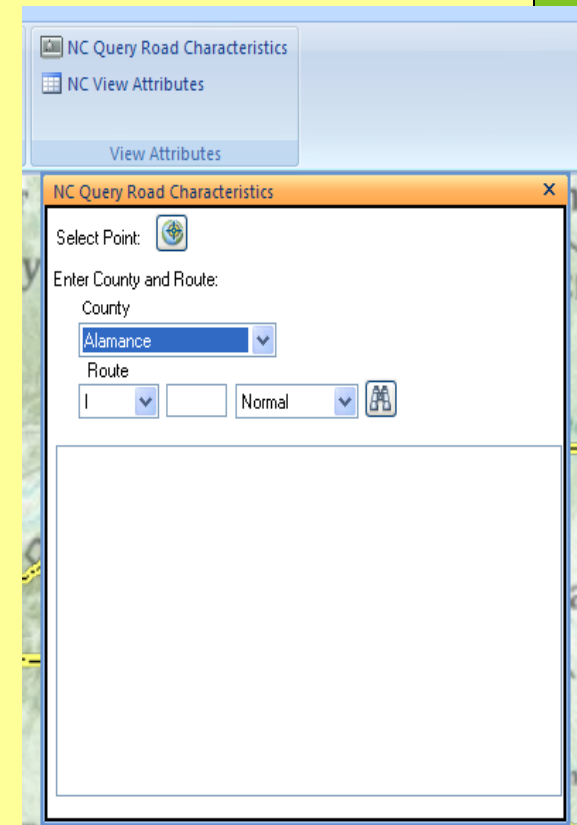 NC Query Road Characteristics
NC View Attributes
View Attributes
NC Query Road Characteristics
Select Point:
Enter County and Route:
County
Alamance
Route
I Normal